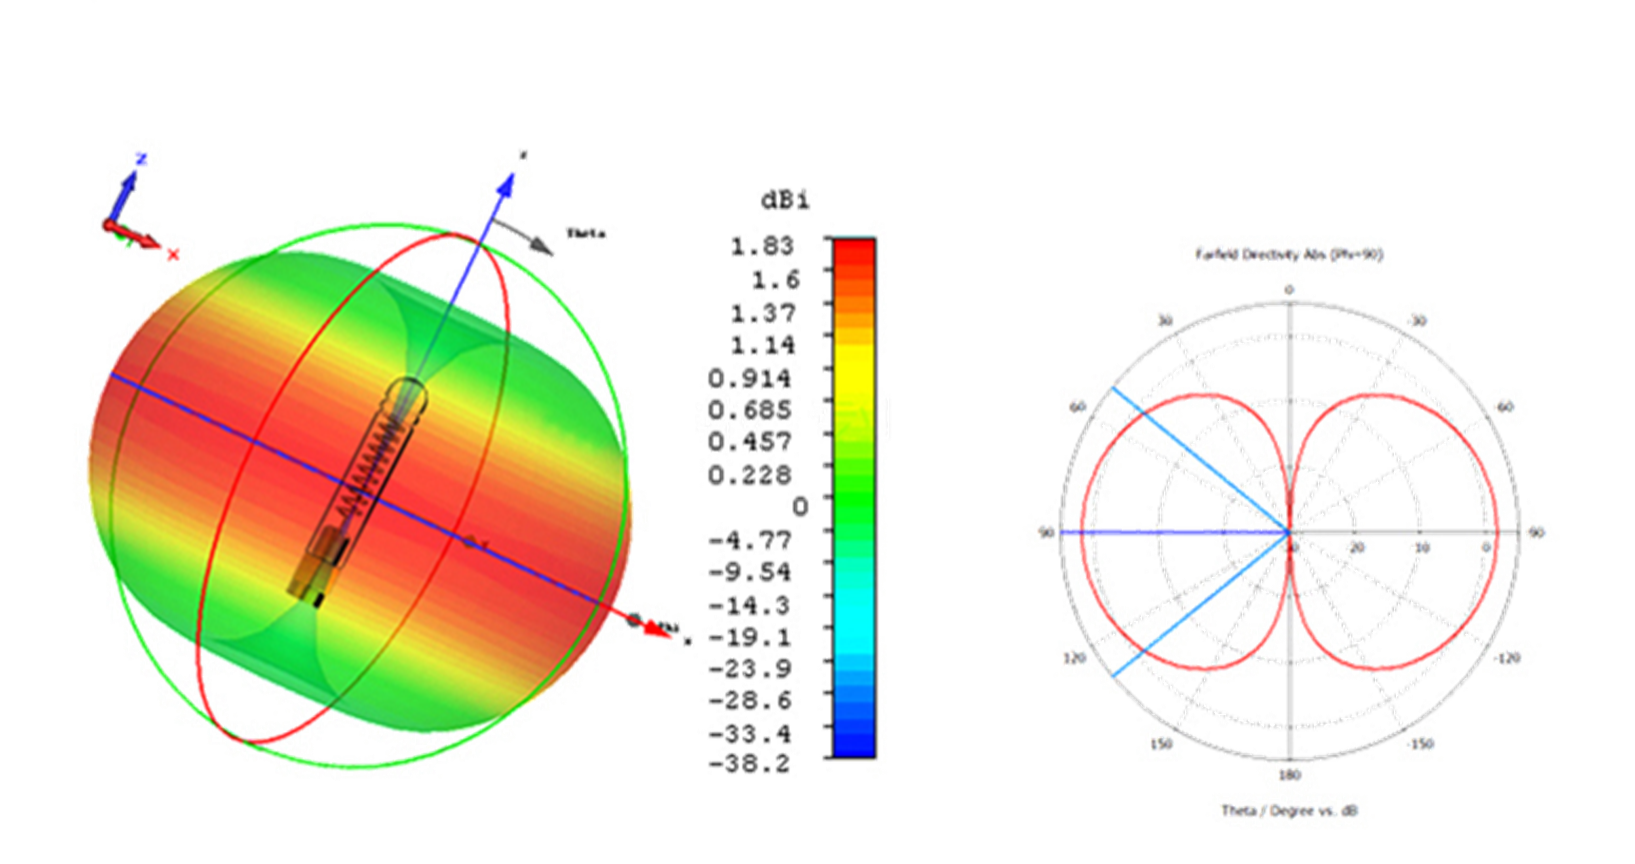 Z
X
Y
z
Theta
y
Phi
x
dBi
1.83
1.6
1.37
1.14
0.914
0.685
0.457
0.228
0
-4.77
-9.54
-14.3
-19.1
-23.9
-28.6
-33.4
-38.2
Farfield Directivity Abs (Phi=90)
0
30
-30
60
-60
90
20
10
0
-90
120
-120
150
-150
180
Theta / Degree vs. dB